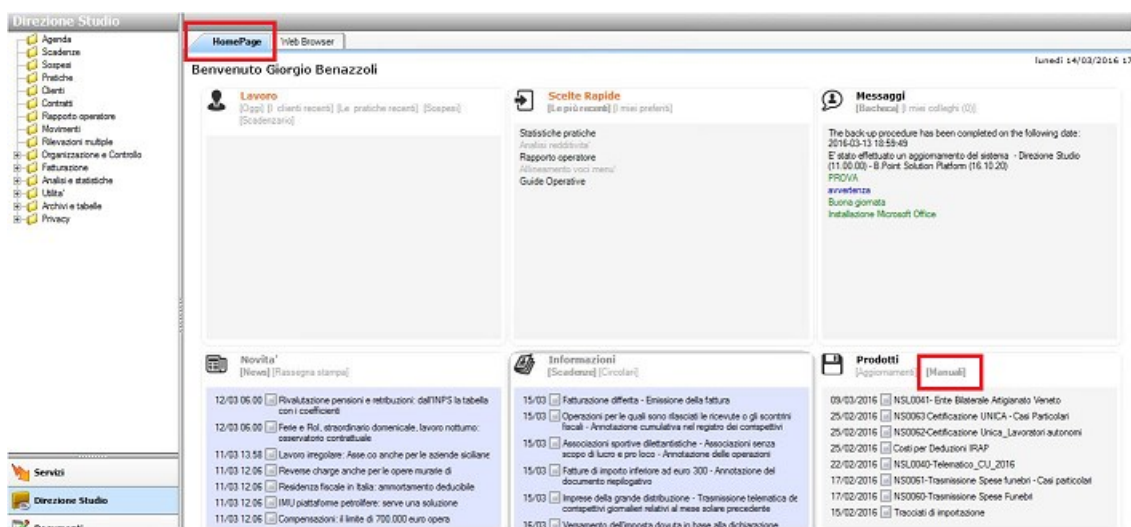 Direzione Studio
Agenda
Scadenze
Sospesi
Pratiche
Clienti
Contratti
Rapporto operatore
Movimenti
Rilevazioni multiple
Organizzazione e Controllo
Fatturazione
Analisi e statistiche
Utilita'
Archivi e tabelle
Privacy
Servizi
Direzione Studio
Documenti
HomePage
Web Browser
Benvenuto Giorgio Benazzoli
lunedì 14/03/2016 17
Lavoro
[Oggi] [I clienti recenti] [Le pratiche recenti] [Sospesi]
[Scadenzario]
Scelte Rapide
[Le più recenti] [I miei preferiti]
Statistiche pratiche
Analisi redditivita'
Rapporto operatore
Allineamento voci menu'
Guide Operative
Messaggi
[Bacheca] [I miei colleghi (0)]
The back-up procedure has been completed on the following date:
2016-03-13 18:59:49
E' stato effettuato un aggiornamento del sistema - Direzione Studio
(11.00.00) - B.Point Solution Platform (16.10.20)
PROVA
avvertenza
Buona giornata
Installazione Microsoft Office
Novita'
[News] [Rassegna stampa]
12/03 06.00 Rivalutazione pensioni e retribuzioni: dall'INPS la tabella
con i coefficienti
12/03 06.00 Ferie e Rol, straordinario domenicale, lavoro notturno:
osservatorio contrattuale
11/03 13.58 Lavoro irregolare: Asse.co anche per le aziende siciliane
11/03 12.06 Reverse charge anche per le opere murarie di
11/03 12.06 Residenza fiscale in Italia: ammortamento deducibile
11/03 12.06 IMU piattaforme petrolifere: serve una soluzione
11/03 12.06 Compensazioni: il limite di 700.000 euro opera
Informazioni
[Scadenze] [Circolari]
15/03 Fatturazione differita - Emissione della fattura
15/03 Operazioni per le quali sono rilasciati le ricevute o gli scontrini
fiscali - Annotazione cumulativa nel registro dei corrispettivi
15/03 Associazioni sportive dilettantistiche - Associazioni senza
scopo di lucro e pro loco - Annotazione delle operazioni
15/03 Fatture di importo inferiore ad euro 300 - Annotazione del
documento riepilogativo
15/03 Imprese della grande distribuzione - Trasmissione telematica dei
corrispettivi giornalieri relativi al mese solare precedente
16/03 Versamento dell'imposta dovuta in base alla dichiarazione
Prodotti
[Aggiornamenti] [Manuali]
09/03/2016 NSL0041- Ente Bilaterale Artigianato Veneto
25/02/2016 NSL0063 Certificazione UNICA - Casi Particolari
25/02/2016 NSL0062-Certificazione Unica_Lavoratori autonomi
25/02/2016 Costi per Deduzioni IRAP
22/02/2016 NSL0040-Telematico_CU_2016
17/02/2016 NSL0061-Trasmissione Spese funebri - Casi particolari
17/02/2016 NSL0060-Trasmissione Spese Funebri
15/02/2016 Tracciati di importazione